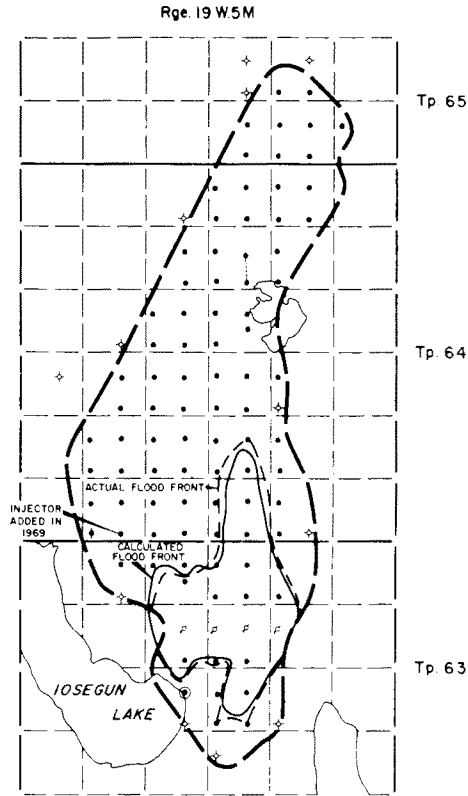 Rge. 19 W.5M
Tp. 65
Tp. 64
ACTUAL FLOOD FRONT
INJECTOR
ADDED IN
1969
CALCULATED
FLOOD FRONT
Tp. 63
IOSEGUN
LAKE